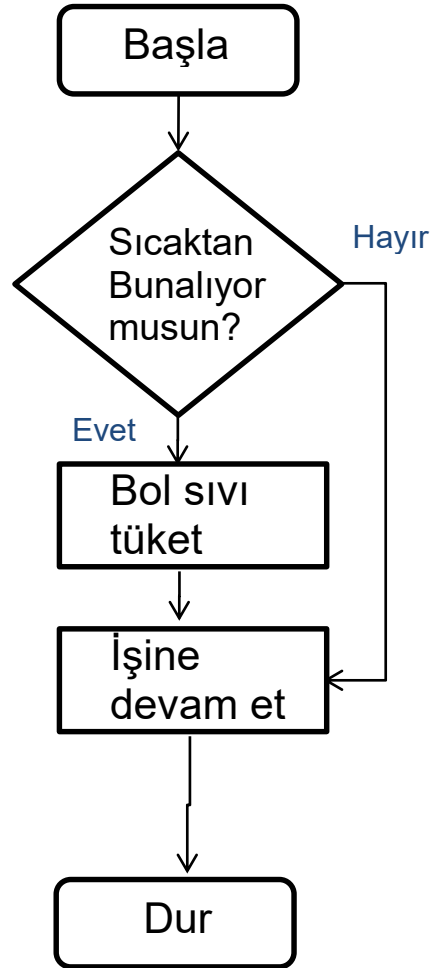 Başla
Sıcaktan
Bunalıyor
musun?
Hayır
Evet
Bol sıvı
tüket
İşine
devam et
Dur